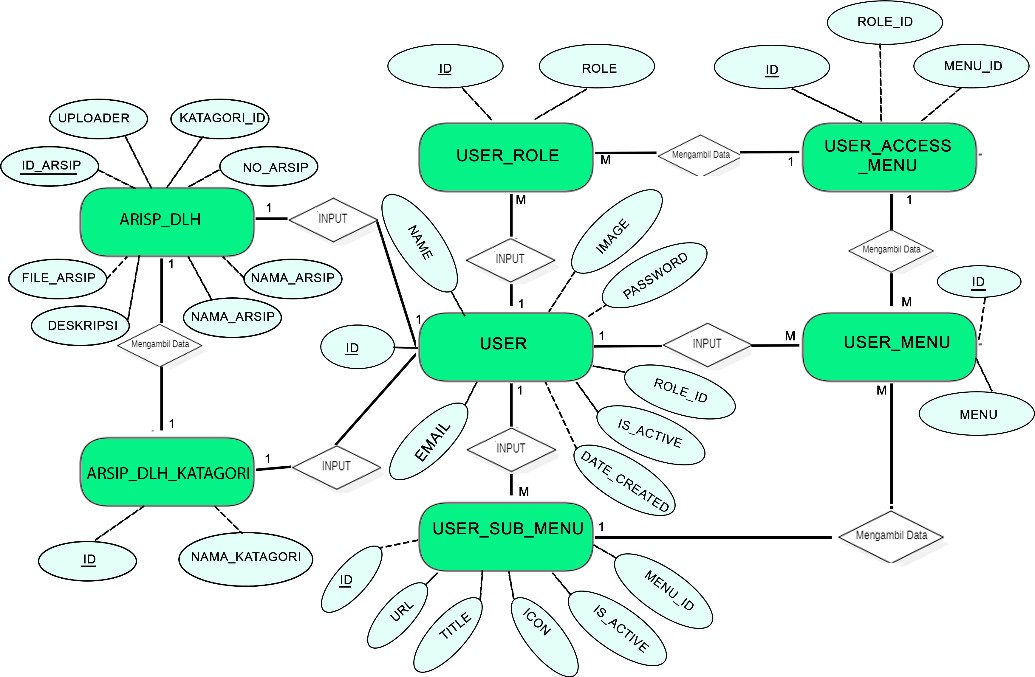 ROLE_ID
ID
ROLE
ID
MENU_ID
UPLOADER
KATAGORI_ID
ID_ARSIP
NO_ARSIP
USER_ROLE
M
Mengambil Data
1
USER_ACCESS
_MENU
ARISP_DLH
1
INPUT
NAME
M
IMAGE
1
FILE_ARSIP
1
NAMA_ARSIP
INPUT
PASSWORD
Mengambil Data
DESKRIPSI
NAMA_ARSIP
1
M
ID
Mengambil Data
ID
1
USER
1
INPUT
M
USER_MENU
1
ROLE_ID
M
MENU
1
EMAIL
INPUT
IS_ACTIVE
ARSIP_DLH_KATAGORI
1
INPUT
DATE_CREATED
M
NAMA_KATAGORI
ID
USER_SUB_MENU
1
Mengambil Data
ID
URL
TITLE
ICON
IS_ACTIVE
MENU_ID